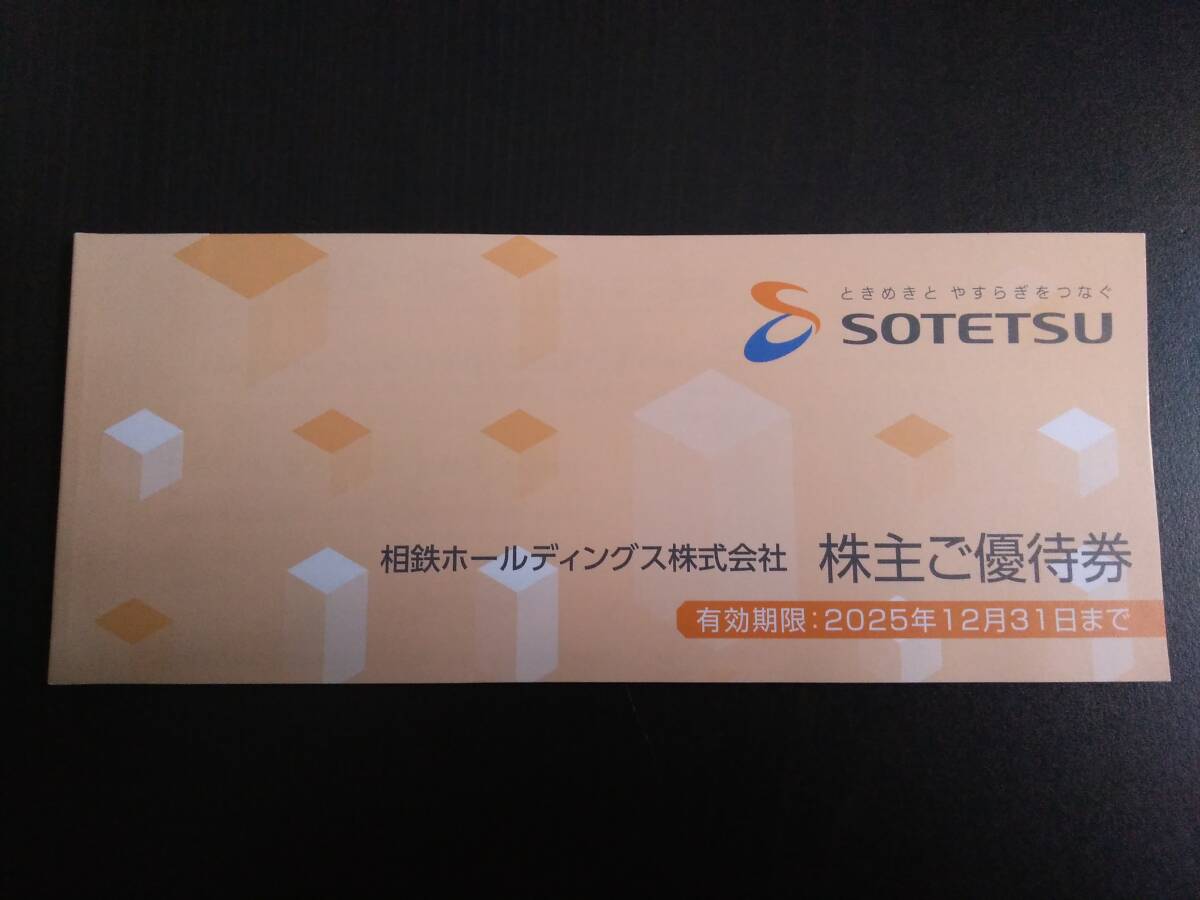 ときめきと やすらぎをつなぐ
SOTETSU
相鉄ホールディングス株式会社 株主ご優待券
有効期限：2025年12月31日まで